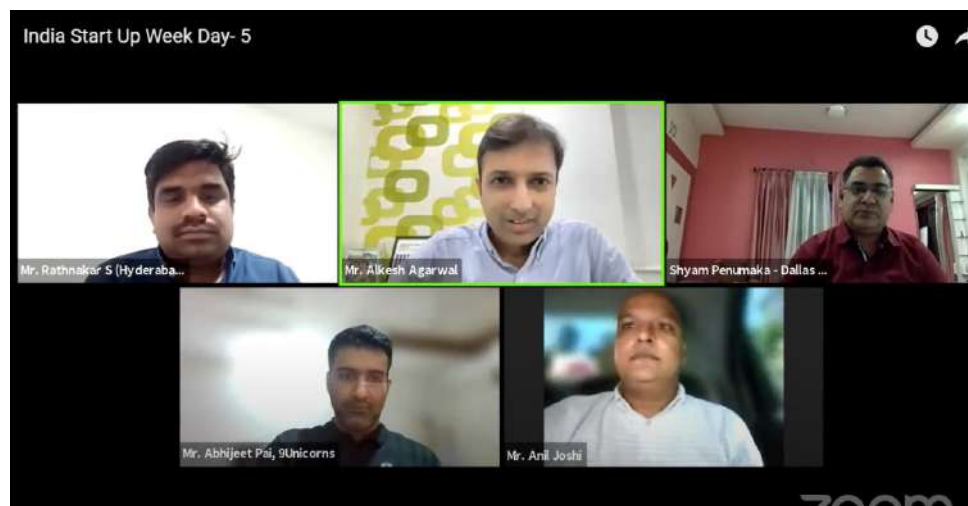 India Start Up Week Day- 5
Mr. Rathnakar S (Hyderaba...
Mr. Alkesh Agarwal
Shyam Penumaka - Dallas ...
Mr. Abhijeet Pai, 9Unicorns
Mr. Anil Joshi
zoom